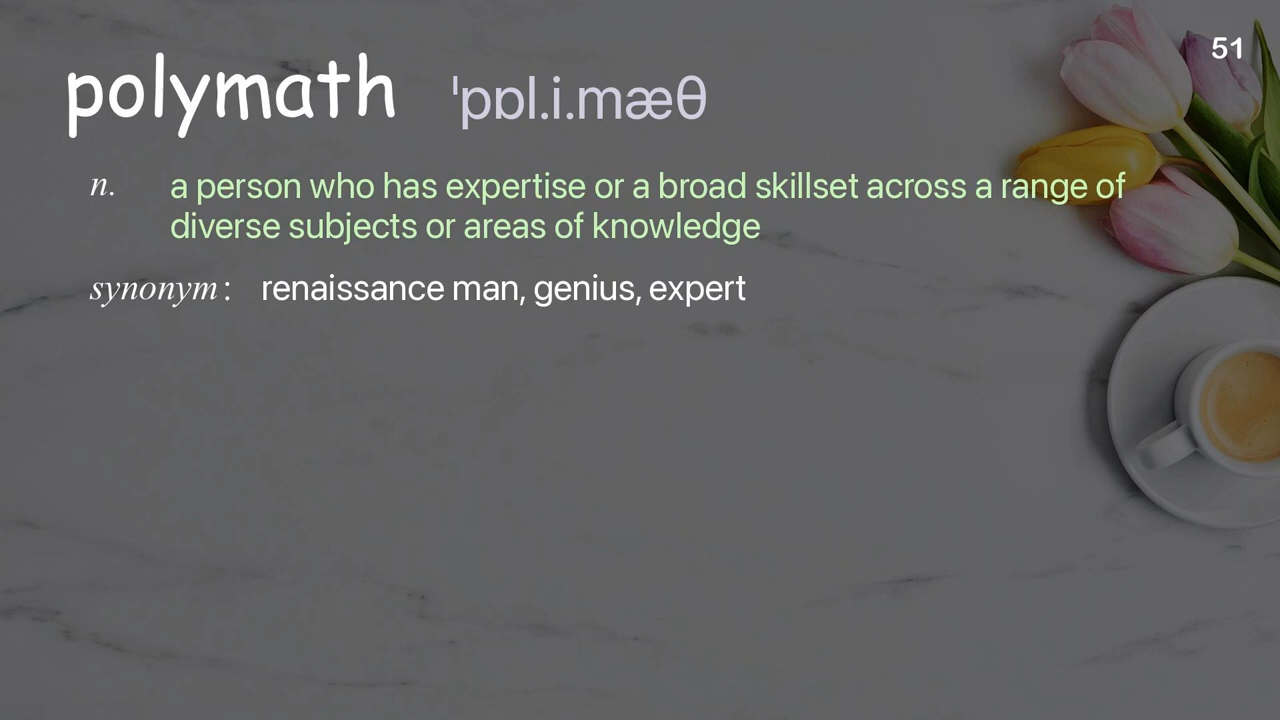 51
polymath ˈpɒl.i.mæθ
n. a person who has expertise or a broad skillset across a range of
diverse subjects or areas of knowledge
synonym: renaissance man, genius, expert